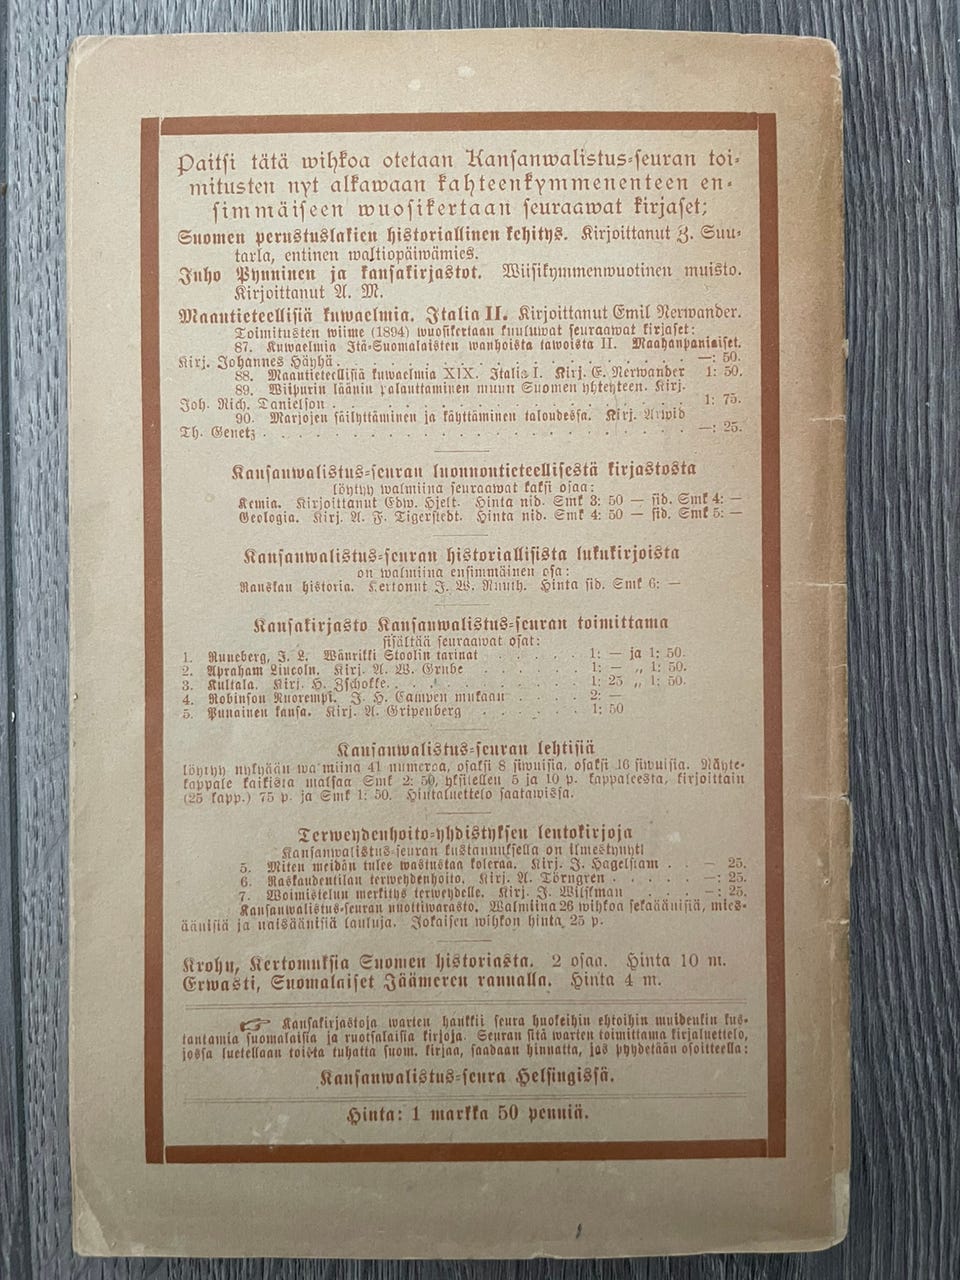 Paitsi tätä wihkoa otetaan Kansanwalistus-seuran toi-
mitusten nyt alkawaan kahteenkymmenenteen en-
simmäiseen wuosikertaan seuraawat kirjaset;
Suomen perustuslakien historiallinen kehitys. Kirjoittanut Z. Suu-
tarla, entinen waltiopäiwämies.
Juho Pynninen ja kansakirjastot. Wiisikymmenwuotinen muisto.
Kirjoittanut A. M.
Maantieteellisiä kuwaelmia. Italia II. Kirjoittanut Emil Nerwander.
Toimitusten wiime (1894) wuosikertaan kuuluwat seuraawat kirjaset:
87. Kuwaelmia Itä-Suomalaisten wanhoista tawoista II. Maahanpaniaiset.
Kirj. Johannes Häyhä . . . . . . . . . . . . . . . —: 50.
88. Maantieteellisiä kuwaelmia XIX. Italia I. Kirj. E. Nerwander 1: 50.
89. Wiipurin läänin palauttaminen muun Suomen yhteyteen. Kirj.
Joh. Rich. Danielson . . . . . . . . . . . . . . . 1: 75.
90. Marjojen säilyttäminen ja käyttäminen taloudessa. Kirj. Arwid
Th. Genetz . . . . . . . . . . . . . . . . . . —: 25.
Kansanwalistus-seuran luonnontieteellisestä kirjastosta
löytyy walmiina seuraawat kaksi osaa:
Kemia. Kirjoittanut Edw. Hjelt. Hinta nid. Smk 3: 50 — sid. Smk 4: —
Geologia. Kirj. A. F. Tigerstedt. Hinta nid. Smk 4: 50 — sid. Smk 5: —
Kansanwalistus-seuran historiallisista lukukirjoista
on walmiina ensimmäinen osa:
Ranskan historia. Kertonut J. W. Ruuth. Hinta sid. Smk 6: —
Kansakirjasto Kansanwalistus-seuran toimittama
sisältää seuraawat osat:
1. Runeberg, J. L. Wänrikki Stoolin tarinat . . . . . 1: — ja 1: 50.
2. Apraham Lincoln. Kirj. A. W. Grube . . . . . . 1: — „ 1: 50.
3. Kultala. Kirj. H. Zschokke. . . . . . . . . . 1: 25 „ 1: 50.
4. Robinson Nuorempi. J. H. Campen mukaan . . . . 2: —
5. Punainen kansa. Kirj. A. Gripenberg . . . . . . 1: 50
Kansanwalistus-seuran lehtisiä
löytyy nykyään walmiina 41 numeroa, osaksi 8 siwuisia, osaksi 16 siwuisia. Näyte-
kappale kaikista maksaa Smk 2: 50, yksitellen 5 ja 10 p. kappaleesta, kirjoittain
(25 kapp.) 75 p. ja Smk 1: 50. Hintaluettelo saatawissa.
Terweydenhoito-yhdistyksen lentokirjoja
Kansanwalistus-seuran kustannuksella on ilmestynyt:
5. Miten meidän tulee wastustaa koleraa. Kirj. J. Hagelstam . . — 25.
6. Raskaudentilan terweydenhoito. Kirj. A. Törngren . . . . . —: 25.
7. Woimistelun merkitys terweydelle. Kirj. J. Wilskman . . . —: 25.
Kansanwalistus-seuran nuottiwarasto. Walmiina 26 wihkoa sekaäänisiä, mies-
äänisiä ja naisäänisiä lauluja. Jokaisen wihkon hinta 25 p.
Krohn, Kertomuksia Suomen historiasta. 2 osaa. Hinta 10 m.
Erwasti, Suomalaiset Jäämeren rannalla. Hinta 4 m.
☞ Kansakirjastoja warten hankkii seura huokeihin ehtoihin muidenkin kus-
tantamia suomalaisia ja ruotsalaisia kirjoja. Seuran sitä warten toimittama kirjaluettelo,
jossa luetellaan toista tuhatta suom. kirjaa, saadaan hinnatta, jos pyydetään osoitteella:
Kansanwalistus-seura Helsingissä.
Hinta: 1 markka 50 penniä.